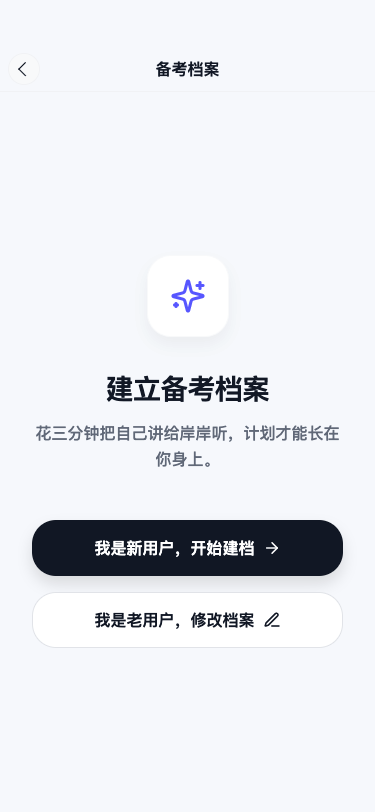 备考档案
建立备考档案
花三分钟把自己讲给岸岸听，计划才能长在
你身上。
我是新用户，开始建档
我是老用户，修改档案